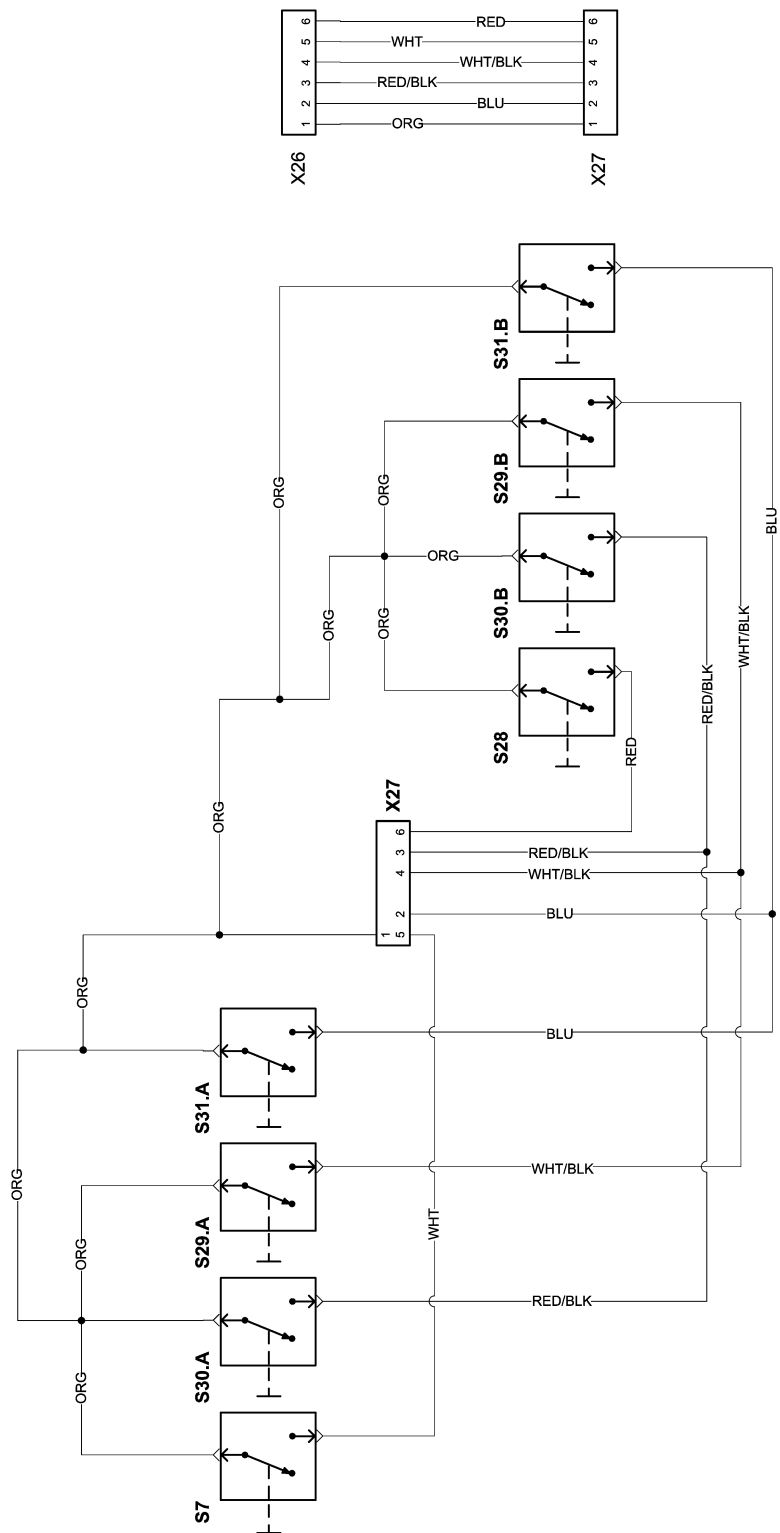 6 RED 6
5 WHT 5
4 WHT/BLK 4
3 RED/BLK 3
2 BLU 2
1 ORG 1
X26 X27
S31.B
S29.B
ORG
ORG
BLU
ORG
S30.B
ORG
ORG
WHT/BLK
RED/BLK
S28
RED
X27
ORG
6
3 RED/BLK
4 WHT/BLK
2 BLU
1 5
ORG
BLU
S31.A
WHT/BLK
ORG
S29.A
WHT
ORG
RED/BLK
S30.A
ORG
S7